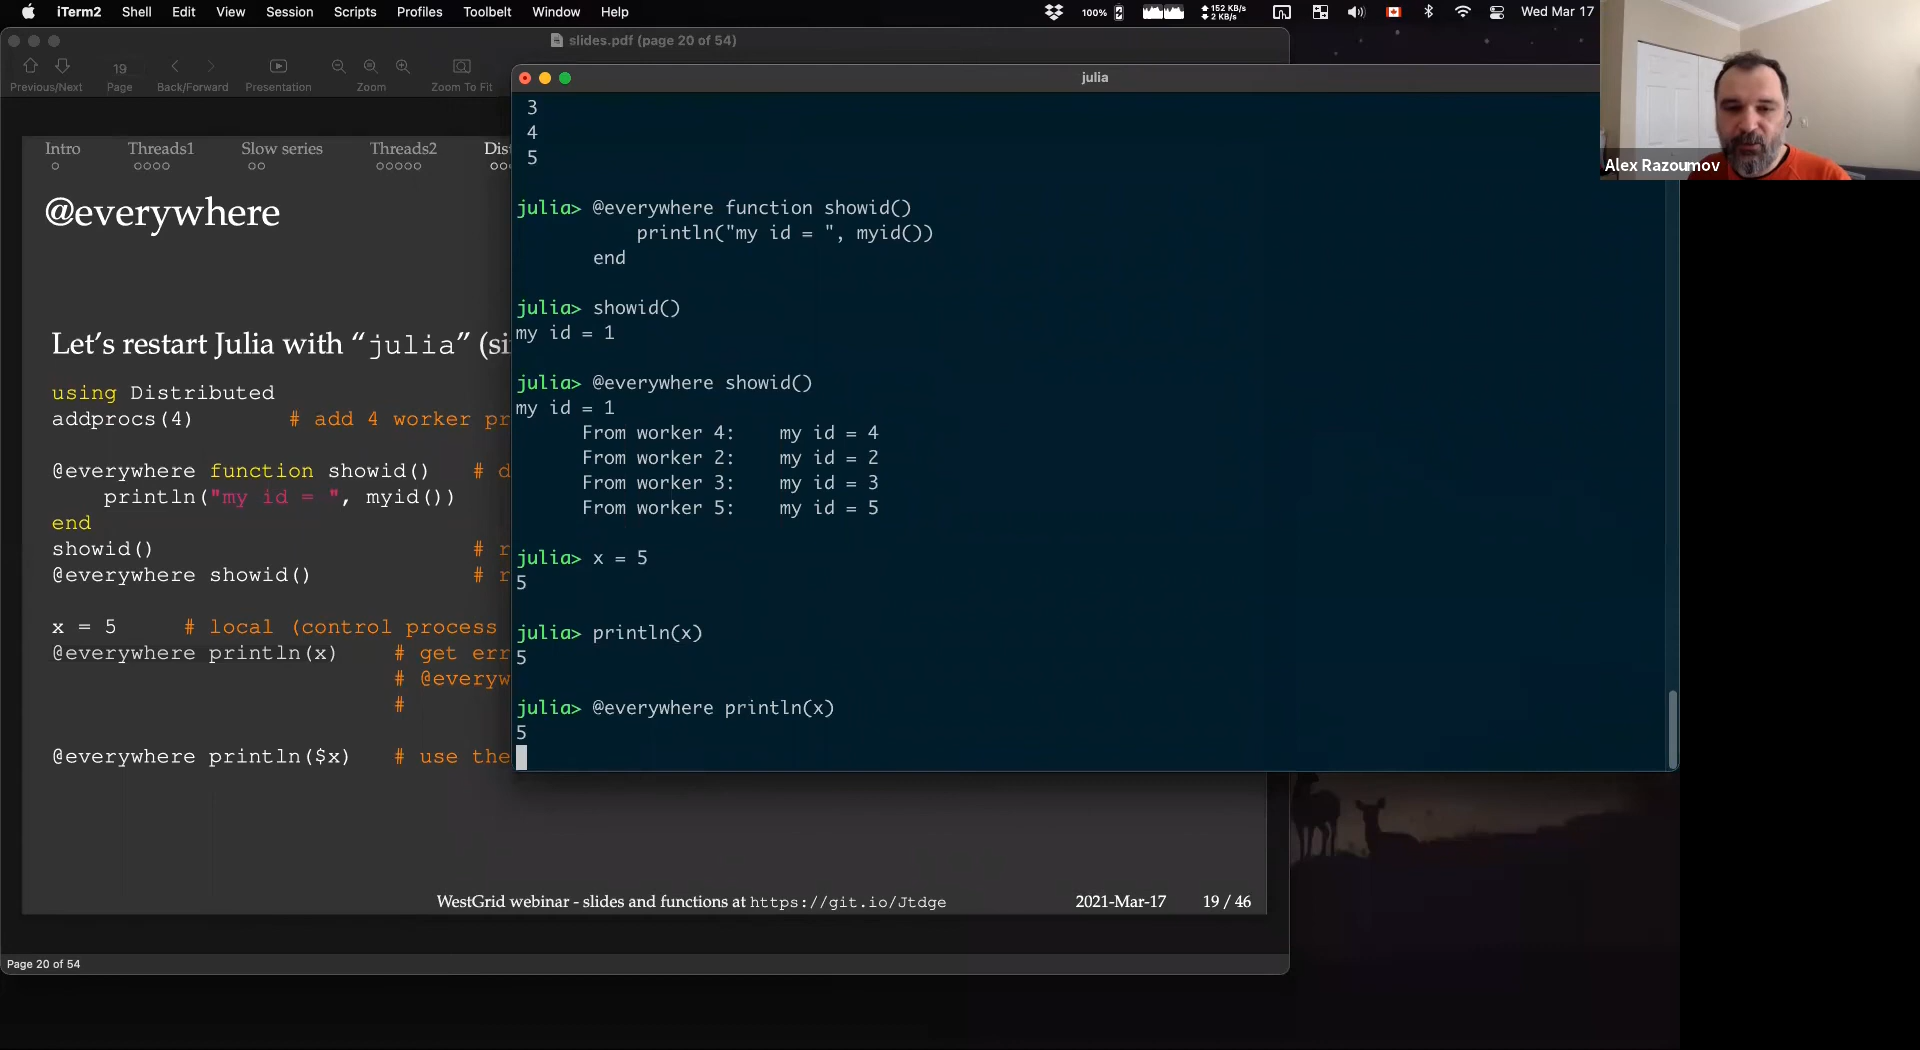 iTerm2 Shell Edit View Session Scripts Profiles Toolbelt Window Help 100% 152 KB/s 2 KB/s Wed Mar 17
slides.pdf (page 20 of 54)
19
Previous/Next Page Back/Forward Presentation Zoom Zoom To Fit
julia
Alex Razoumov
Intro Threads1 Slow series Threads2 Dis
@everywhere
Let's restart Julia with "julia" (si
using Distributed
addprocs(4) # add 4 worker pr
@everywhere function showid() # d
println("my id = ", myid())
end
showid() # r
@everywhere showid() # r
x = 5 # local (control process
@everywhere println(x) # get err
# @everyw
#
@everywhere println($x) # use the
WestGrid webinar - slides and functions at https://git.io/Jtdge 2021-Mar-17 19 / 46
Page 20 of 54
3
4
5
julia> @everywhere function showid()
println("my id = ", myid())
end
julia> showid()
my id = 1
julia> @everywhere showid()
my id = 1
From worker 4: my id = 4
From worker 2: my id = 2
From worker 3: my id = 3
From worker 5: my id = 5
julia> x = 5
5
julia> println(x)
5
julia> @everywhere println(x)
5